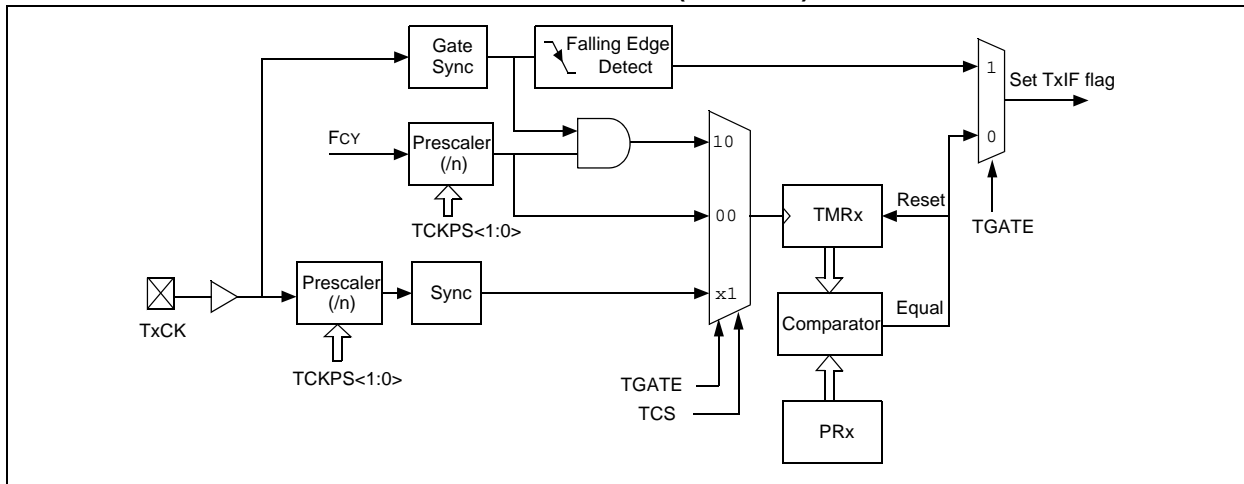 Gate
Sync
Falling Edge
Detect
1
Set TxIF flag
0
FCY
Prescaler
(/n)
10
TCKPS<1:0>
00
TMRx
Reset
TGATE
Prescaler
(/n)
Sync
x1
TxCK
Comparator
Equal
TCKPS<1:0>
TGATE
TCS
PRx